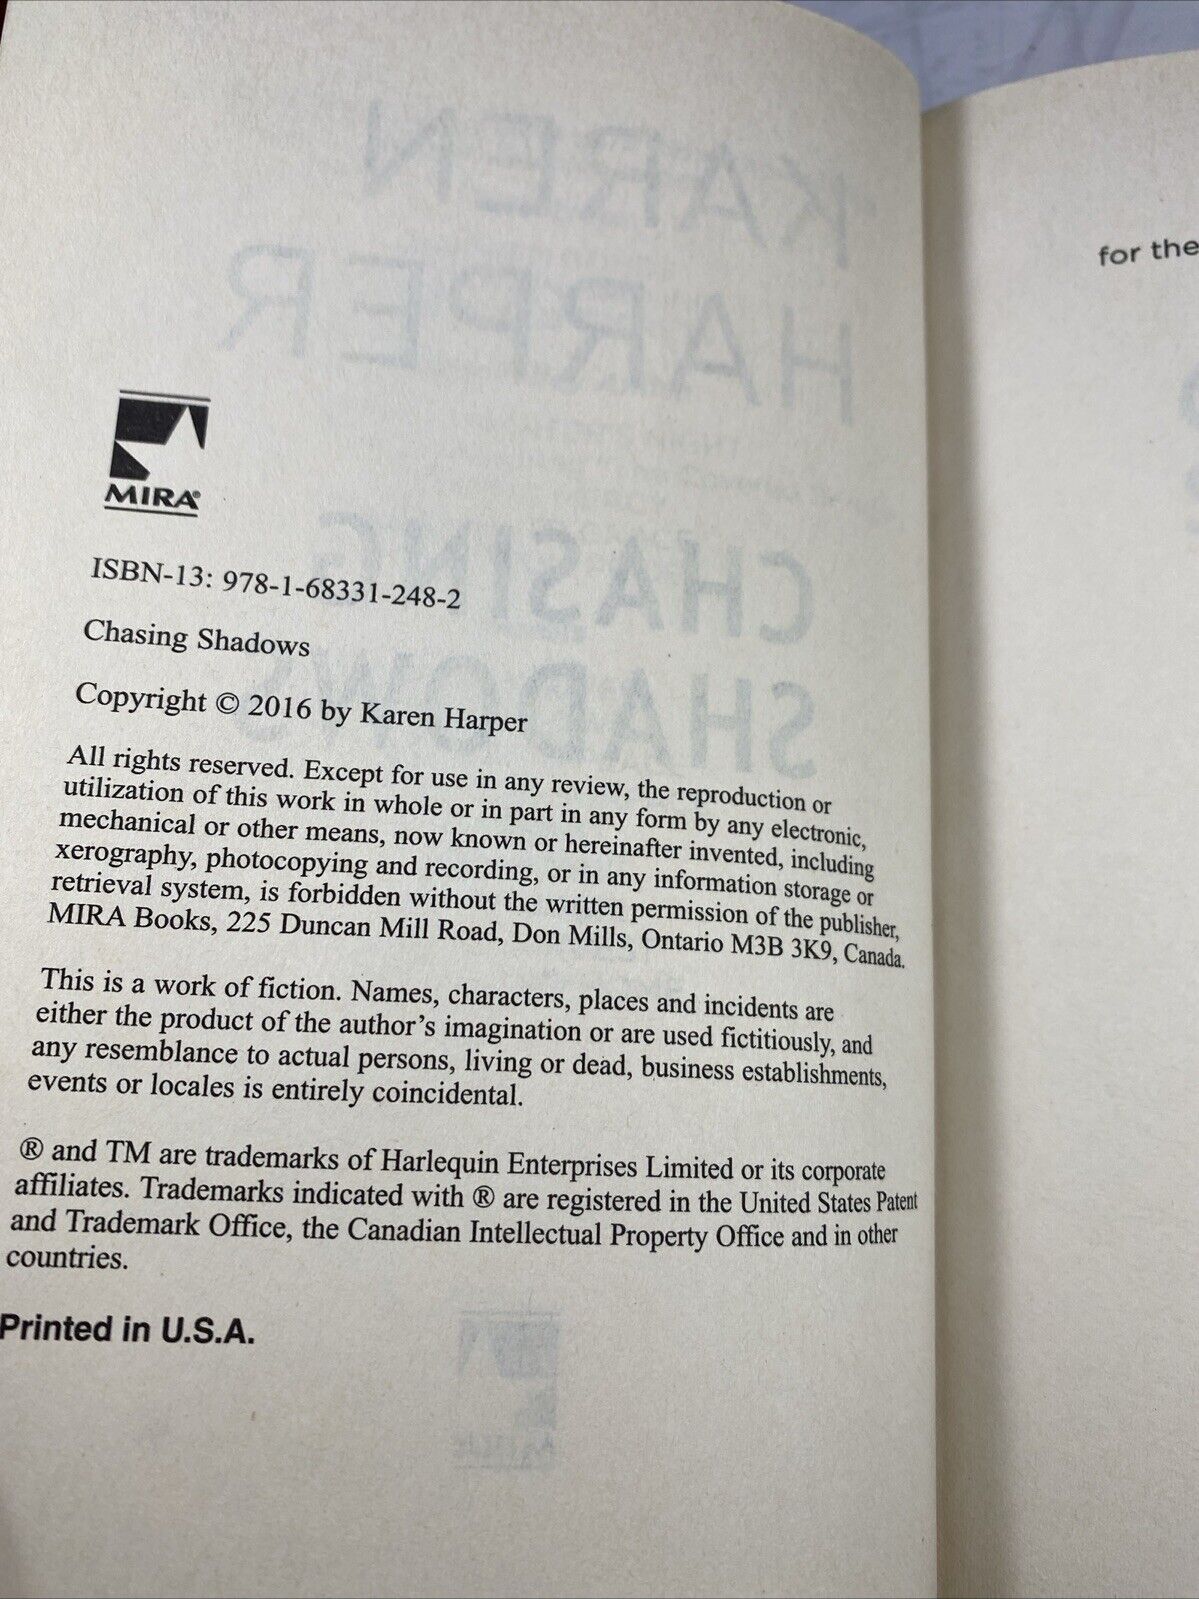 MIRA®
ISBN-13: 978-1-68331-248-2
Chasing Shadows
Copyright © 2016 by Karen Harper
All rights reserved. Except for use in any review, the reproduction or
utilization of this work in whole or in part in any form by any electronic,
mechanical or other means, now known or hereinafter invented, including
xerography, photocopying and recording, or in any information storage or
retrieval system, is forbidden without the written permission of the publisher,
MIRA Books, 225 Duncan Mill Road, Don Mills, Ontario M3B 3K9, Canada.
This is a work of fiction. Names, characters, places and incidents are
either the product of the author's imagination or are used fictitiously, and
any resemblance to actual persons, living or dead, business establishments,
events or locales is entirely coincidental.
® and TM are trademarks of Harlequin Enterprises Limited or its corporate
affiliates. Trademarks indicated with ® are registered in the United States Patent
and Trademark Office, the Canadian Intellectual Property Office and in other
countries.
Printed in U.S.A.
KAREN
HARPER
CHASING
SHADOWS
for the